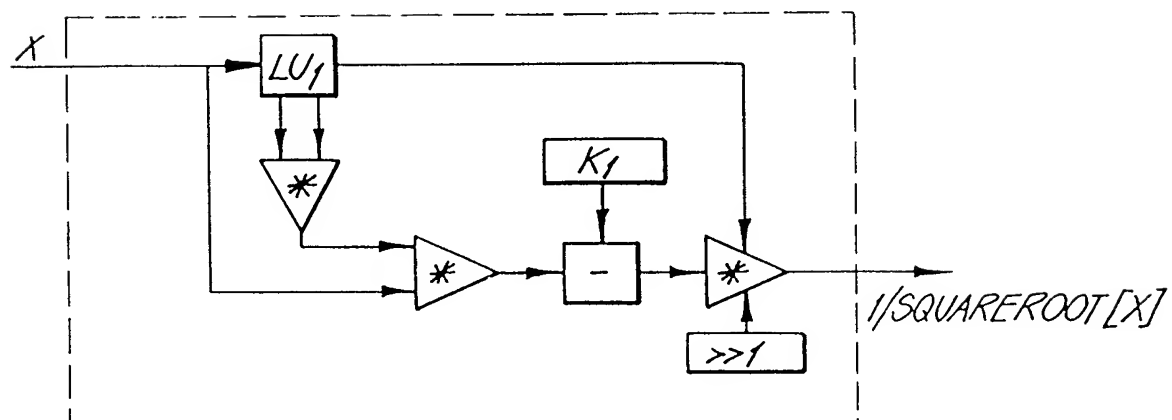 X
LU1
*
K1
*
-
*
>>1
1/SQUAREROOT[X]